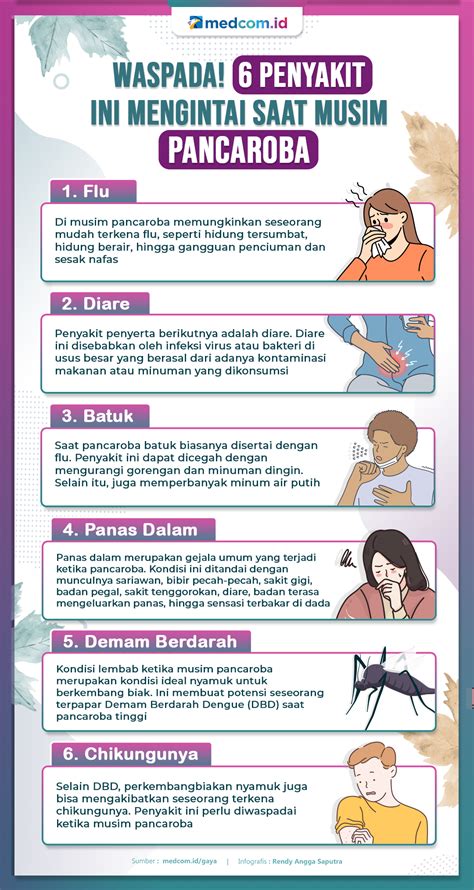 medcom.id
WASPADA! 6 PENYAKIT
INI MENGINTAI SAAT MUSIM
PANCAROBA
1. Flu
Di musim pancaroba memungkinkan seseorang
mudah terkena flu, seperti hidung tersumbat,
hidung berair, hingga gangguan penciuman dan
sesak nafas
2. Diare
Penyakit penyerta berikutnya adalah diare. Diare
ini disebabkan oleh infeksi virus atau bakteri di
usus besar yang berasal dari adanya kontaminasi
makanan atau minuman yang dikonsumsi
3. Batuk
Saat pancaroba batuk biasanya disertai dengan
flu. Penyakit ini dapat dicegah dengan
mengurangi gorengan dan minuman dingin.
Selain itu, juga memperbanyak minum air putih
4. Panas Dalam
Panas dalam merupakan gejala umum yang terjadi
ketika pancaroba. Kondisi ini ditandai dengan
munculnya sariawan, bibir pecah-pecah, sakit gigi,
badan pegal, sakit tenggorokan, diare, badan terasa
mengeluarkan panas, hingga sensasi terbakar di dada
5. Demam Berdarah
Kondisi lembab ketika musim pancaroba
merupakan kondisi ideal nyamuk untuk
berkembang biak. Ini membuat potensi seseorang
terpapar Demam Berdarah Dengue (DBD) saat
pancaroba tinggi
6. Chikungunya
Selain DBD, perkembangbiakan nyamuk juga
bisa mengakibatkan seseorang terkena
chikungunya. Penyakit ini perlu diwaspadai
ketika musim pancaroba
Sumber : medcom.id/gaya | Infografis : Rendy Angga Saputra